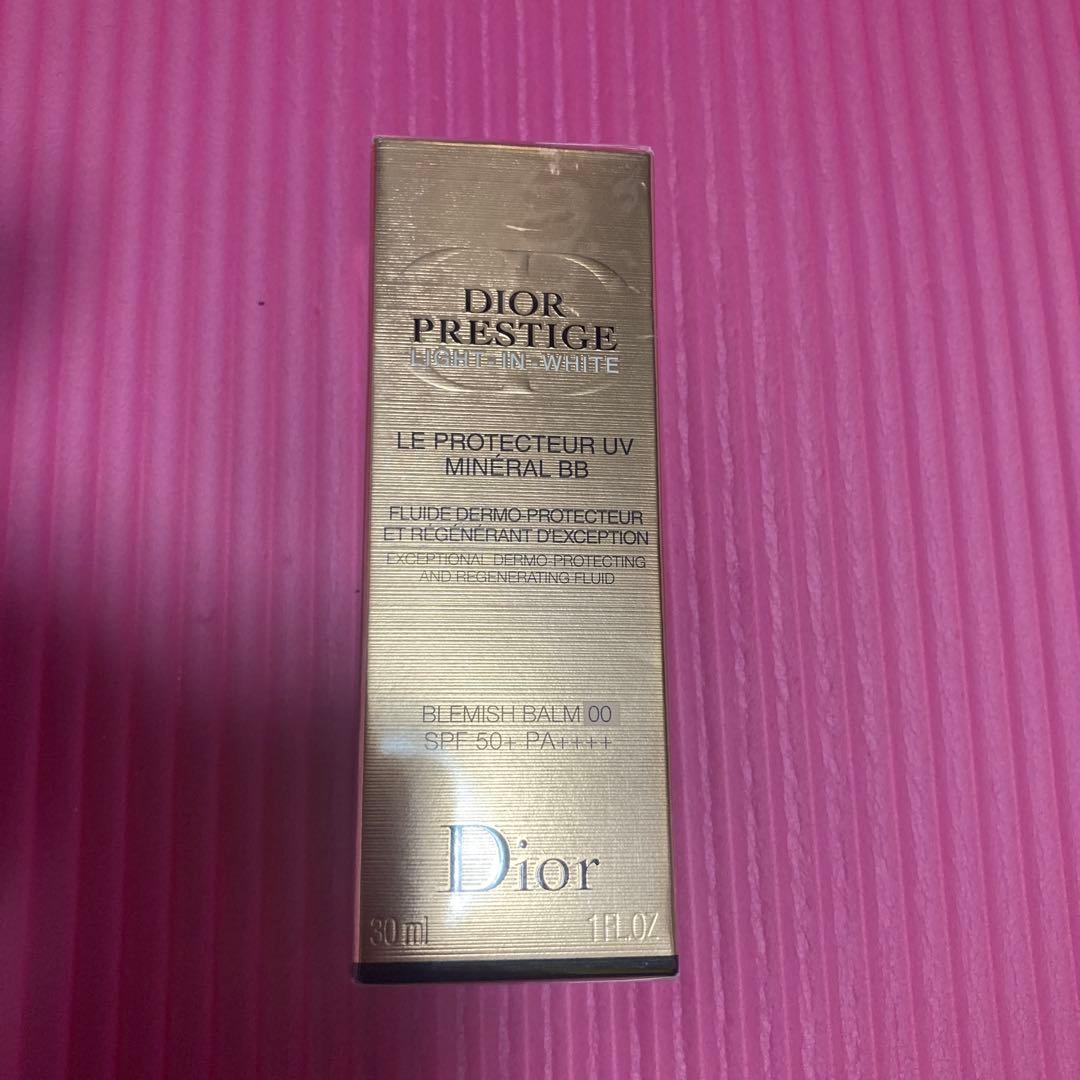 DIOR
PRESTIGE
LIGHT-IN-WHITE
LE PROTECTEUR UV
MINÉRAL BB
FLUIDE DERMO-PROTECTEUR
ET RÉGÉNÉRANT D'EXCEPTION
EXCEPTIONAL DERMO-PROTECTING
AND REGENERATING FLUID
BLEMISH BALM 00
SPF 50+ PA++++
Dior
30 ml 1 FL.OZ